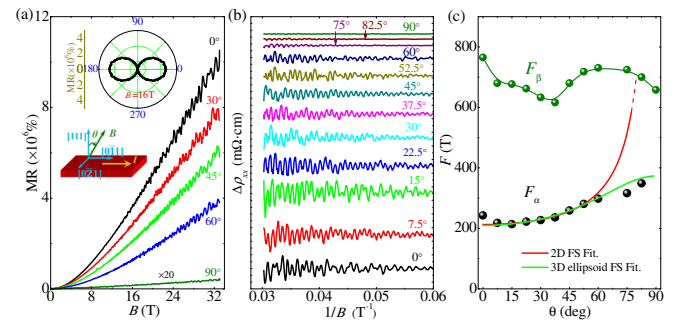 (a)
12
8
4
0
MR (×10⁶%)
0 8 16 24 32
B (T)
4
2
0
2
4
MR(×10⁶%)
90
180
0
270
B=16T
0°
30°
45°
60°
90°
×20
[111]
θ
B
[01̄1]
[02̄1]
I
(b)
Δρxx (mΩ·cm)
90°
75° 82.5°
60°
52.5°
45°
37.5°
30°
22.5°
15°
7.5°
0°
0.03 0.04 0.05 0.06
1/B (T⁻¹)
(c)
800
600
400
200
0
F (T)
Fβ
Fα
2D FS Fit.
3D ellipsoid FS Fit.
0 15 30 45 60 75 90
θ (deg)